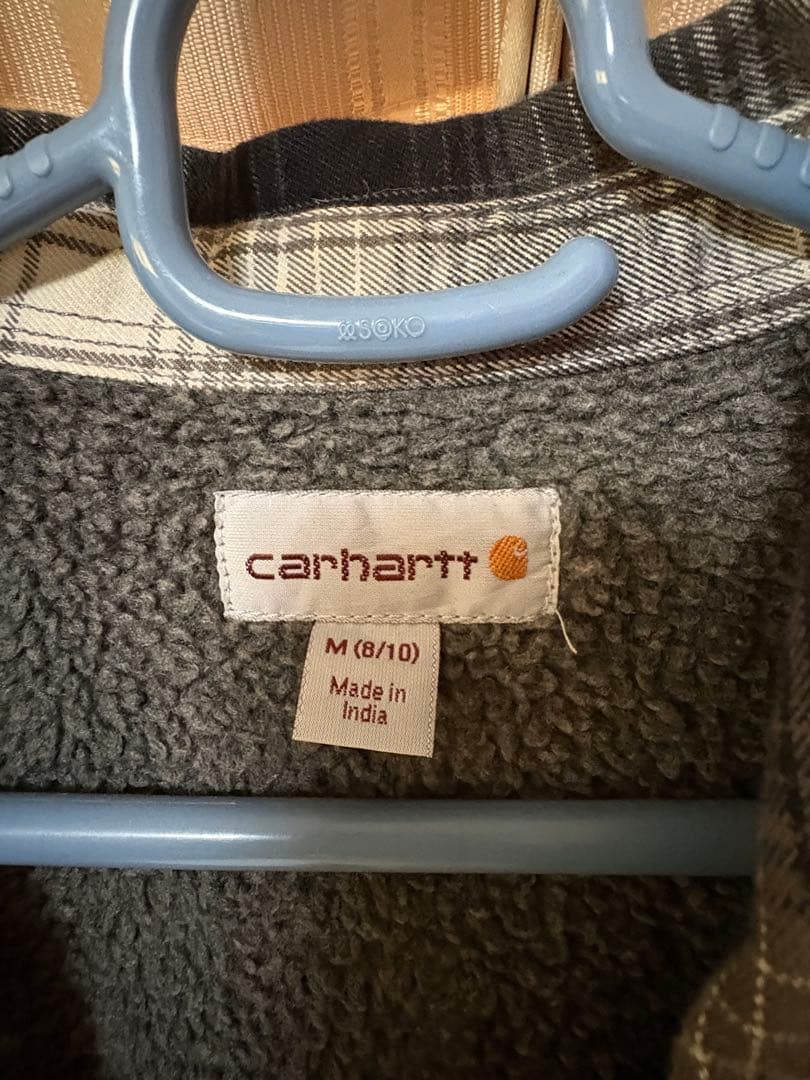 SOKO
carhartt
M (8/10)
Made in
India